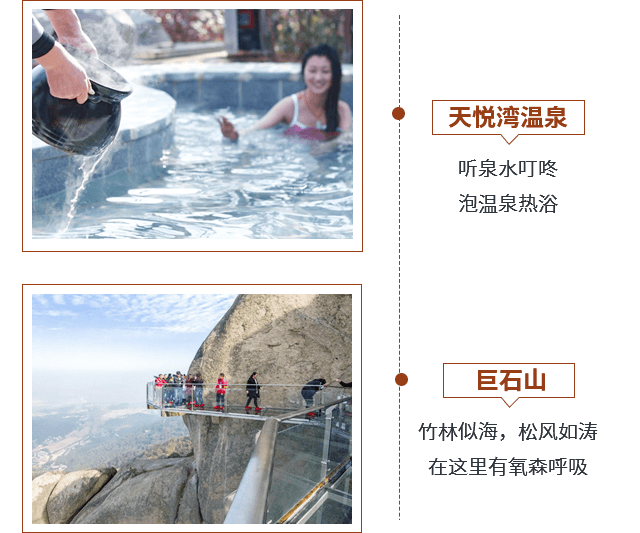 天悦湾温泉
听泉水叮咚
泡温泉热浴
巨石山
竹林似海，松风如涛
在这里有氧森呼吸